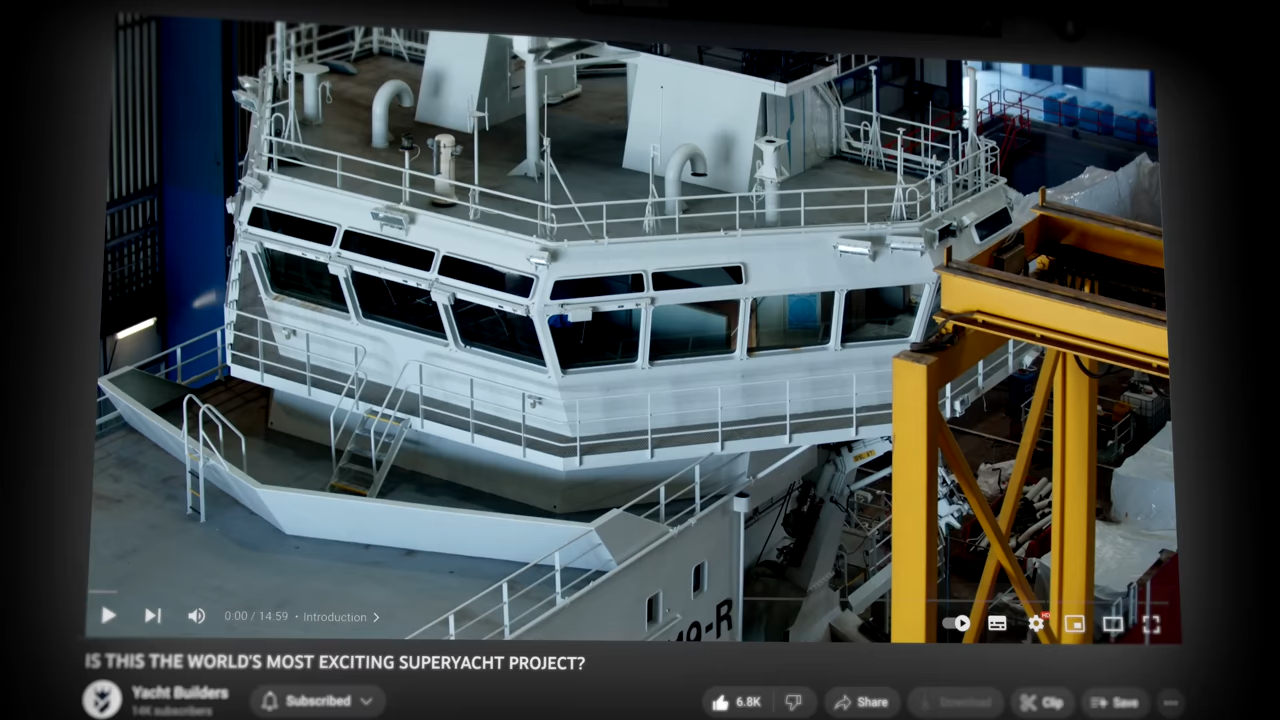 0:00 / 14:59 • Introduction >
HD
IS THIS THE WORLD'S MOST EXCITING SUPERYACHT PROJECT?
Yacht Builders
14K subscribers
Subscribed
6.8K
Share
Download
Clip
Save